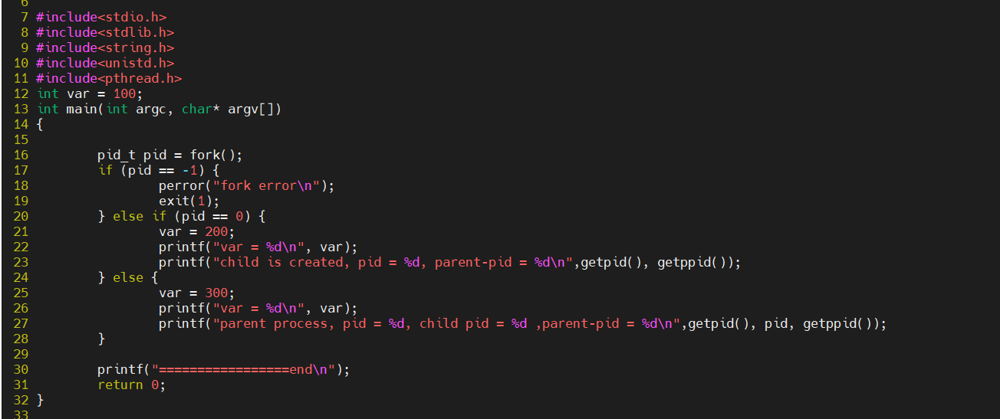 6
7 #include<stdio.h>
8 #include<stdlib.h>
9 #include<string.h>
10 #include<unistd.h>
11 #include<pthread.h>
12 int var = 100;
13 int main(int argc, char* argv[])
14 {
15
16         pid_t pid = fork();
17         if (pid == -1) {
18                 perror("fork error\n");
19                 exit(1);
20         } else if (pid == 0) {
21                 var = 200;
22                 printf("var = %d\n", var);
23                 printf("child is created, pid = %d, parent-pid = %d\n",getpid(), getppid());
24         } else {
25                 var = 300;
26                 printf("var = %d\n", var);
27                 printf("parent process, pid = %d, child pid = %d ,parent-pid = %d\n",getpid(), pid, getppid());
28         }
29
30         printf("=================end\n");
31         return 0;
32 }
33